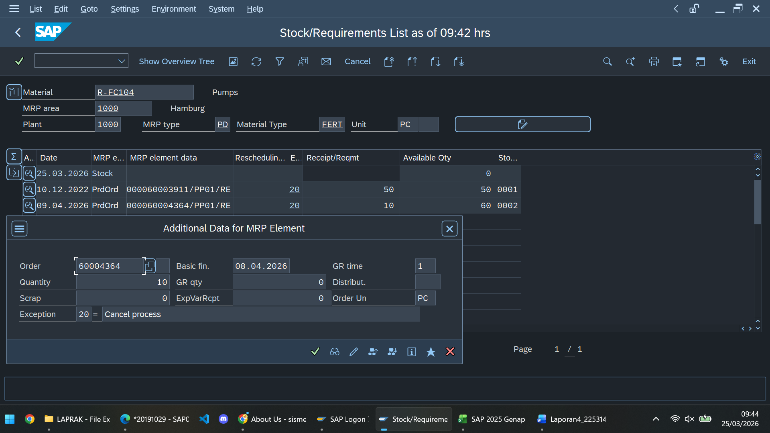 List Edit Goto Settings Environment System Help
SAP
Stock/Requirements List as of 09:42 hrs
Show Overview Tree Cancel Exit
Material R-FC104 Pumps
MRP area 1000 Hamburg
Plant 1000 MRP type PD Material Type FERT Unit PC
A.. Date MRP e... MRP element data Reschedulin... E.. Receipt/Reqmt Available Qty Sto...
25.03.2026 Stock 0
10.12.2022 PrdOrd 000060003911/PP01/RE 20 50 50 0001
09.04.2026 PrdOrd 000060004364/PP01/RE 20 10 60 0002
Additional Data for MRP Element
Order 60004364 Basic fin. 08.04.2026 GR time 1
Quantity 10 GR qty 0 Distribut.
Scrap 0 ExpVarRcpt 0 Order Un PC
Exception 20 = Cancel process
Page 1 / 1
LAPRAK - File Ex *20191029 - SAPC About Us - sisme SAP Logon Stock/Requireme SAP 2025 Genap Laporan4_225314
09:44
25/03/2026